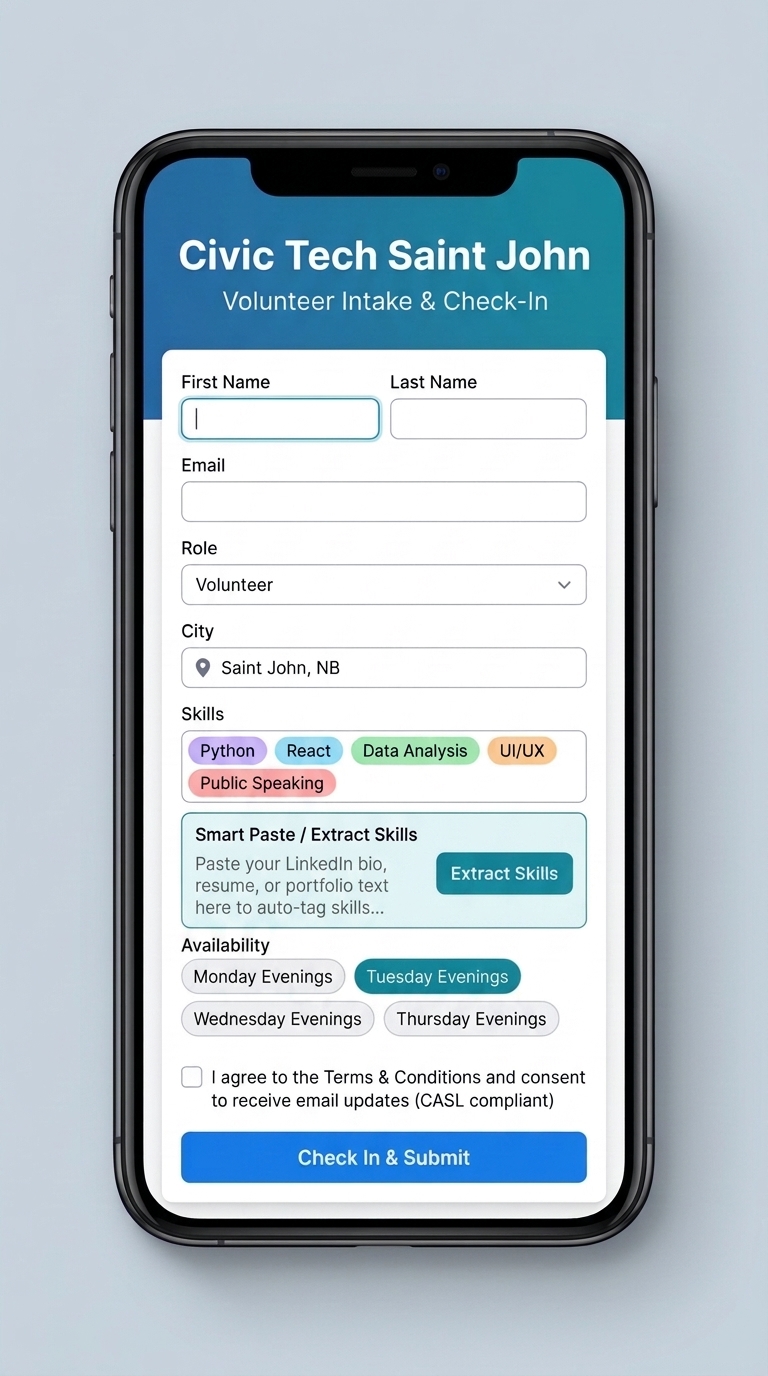 Civic Tech Saint John
Volunteer Intake & Check-In
First Name
Last Name
Email
Role
Volunteer
City
Saint John, NB
Skills
Python React Data Analysis UI/UX
Public Speaking
Smart Paste / Extract Skills
Paste your LinkedIn bio,
resume, or portfolio text
here to auto-tag skills...
Extract Skills
Availability
Monday Evenings Tuesday Evenings
Wednesday Evenings Thursday Evenings
I agree to the Terms & Conditions and consent
to receive email updates (CASL compliant)
Check In & Submit